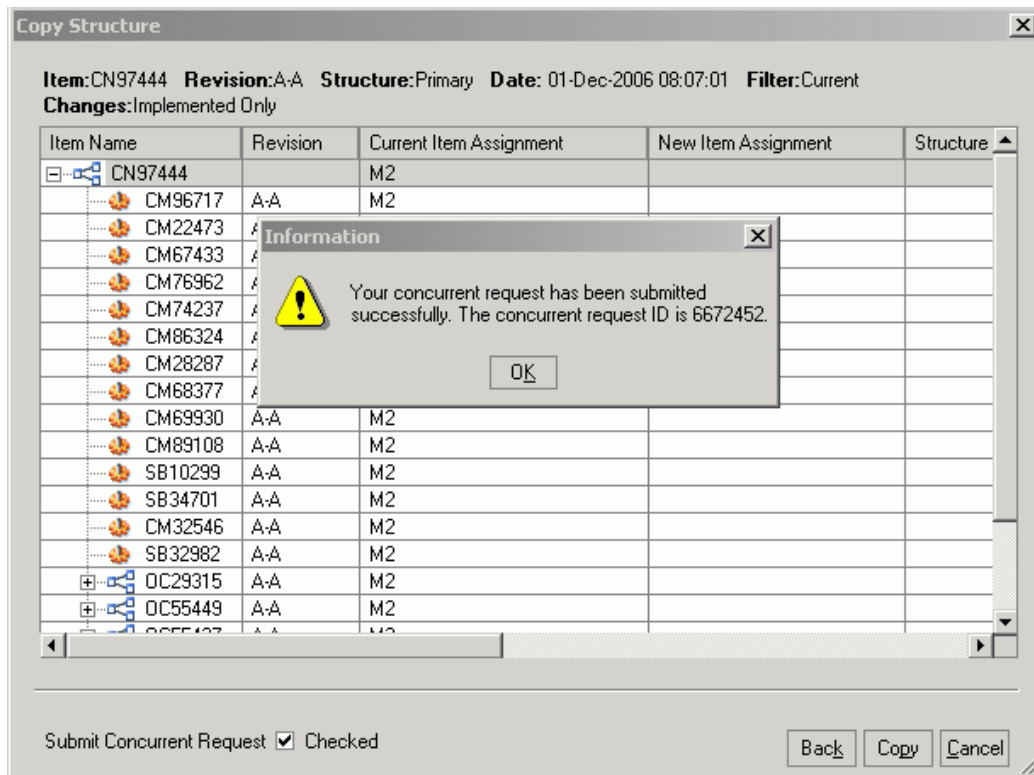 Copy Structure
Item:CN97444 Revision:A-A Structure:Primary Date: 01-Dec-2006 08:07:01 Filter:Current
Changes:Implemented Only
Item Name Revision Current Item Assignment New Item Assignment Structure
CN97444 M2
CM96717 A-A M2
CM22473
CM67433
CM76962
CM74237
CM86324
CM28287
CM68377
CM69930 A-A M2
CM89108 A-A M2
SB10299 A-A M2
SB34701 A-A M2
CM32546 A-A M2
SB32982 A-A M2
OC29315 A-A M2
OC55449 A-A M2
Information
Your concurrent request has been submitted
successfully. The concurrent request ID is 6672452.
OK
Submit Concurrent Request Checked
Back Copy Cancel